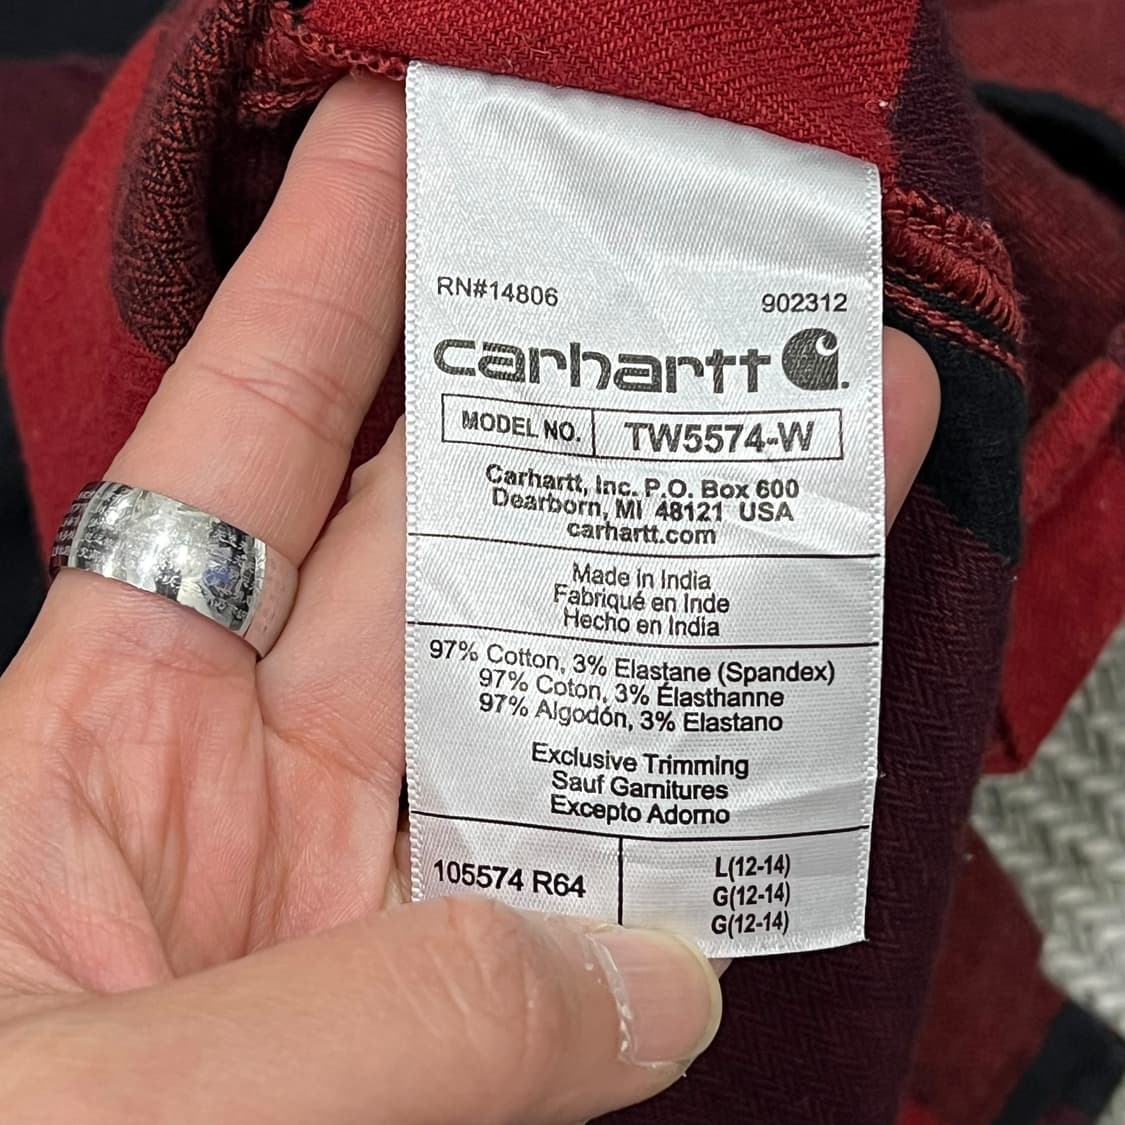 RN#14806 902312
carhartt
MODEL NO. TW5574-W
Carhartt, Inc. P.O. Box 600
Dearborn, MI 48121 USA
carhartt.com
Made in India
Fabriqué en Inde
Hecho en India
97% Cotton, 3% Elastane (Spandex)
97% Coton, 3% Élasthanne
97% Algodón, 3% Elastano
Exclusive Trimming
Sauf Garnitures
Excepto Adorno
105574 R64
L(12-14)
G(12-14)
G(12-14)